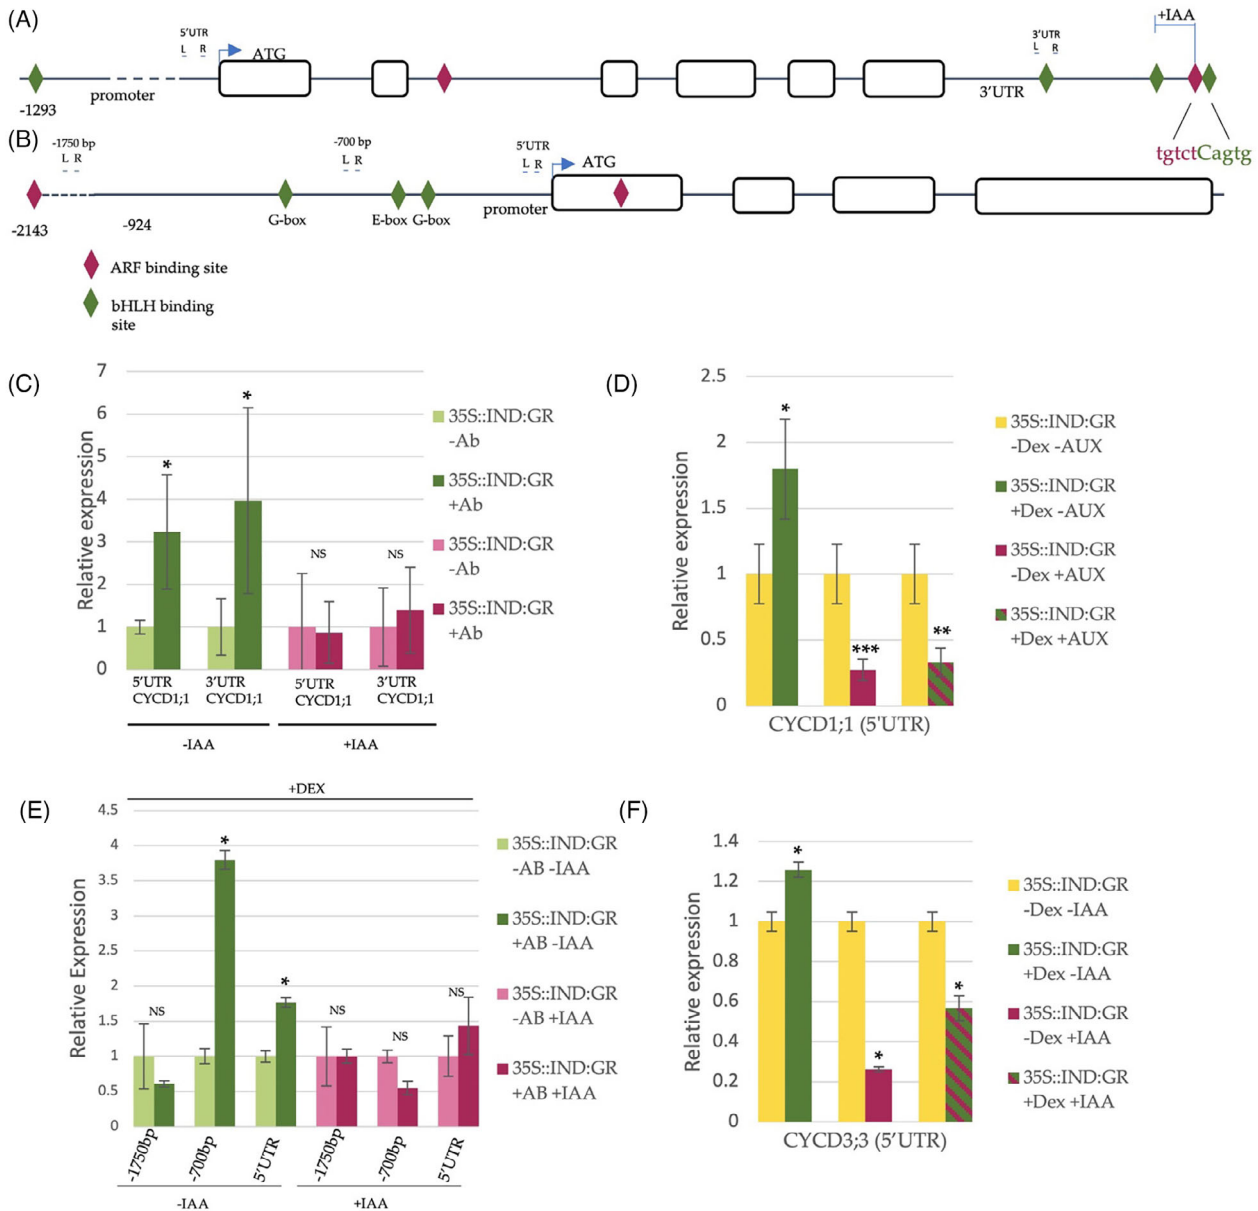 (A)
5'UTR
L R
ATG
3'UTR
L R
+IAA
-1293
promoter
3'UTR
tgtctCagtg
(B)
-1750 bp
L R
-700 bp
L R
5'UTR
L R
ATG
-2143
-924
G-box
E-box
G-box
promoter
ARF binding site
bHLH binding
site
(C)
Relative expression
7
6
5
4
3
2
1
0
*
*
NS
NS
5'UTR
CYCD1;1
3'UTR
CYCD1;1
5'UTR
CYCD1;1
3'UTR
CYCD1;1
-IAA
+IAA
35S::IND:GR
-Ab
35S::IND:GR
+Ab
35S::IND:GR
-Ab
35S::IND:GR
+Ab
(D)
Relative expression
2.5
2
1.5
1
0.5
0
*
***
**
CYCD1;1 (5'UTR)
35S::IND:GR
-Dex -AUX
35S::IND:GR
+Dex -AUX
35S::IND:GR
-Dex +AUX
35S::IND:GR
+Dex +AUX
(E)
+DEX
Relative Expression
4.5
4
3.5
3
2.5
2
1.5
1
0.5
0
NS
*
*
NS
NS
NS
-1750bp
-700bp
5'UTR
-1750bp
-700bp
5'UTR
-IAA
+IAA
35S::IND:GR
-AB -IAA
35S::IND:GR
+AB -IAA
35S::IND:GR
-AB +IAA
35S::IND:GR
+AB +IAA
(F)
Relative expression
1.4
1.2
1
0.8
0.6
0.4
0.2
0
*
*
*
CYCD3;3 (5'UTR)
35S::IND:GR
-Dex -IAA
35S::IND:GR
+Dex -IAA
35S::IND:GR
-Dex +IAA
35S::IND:GR
+Dex +IAA